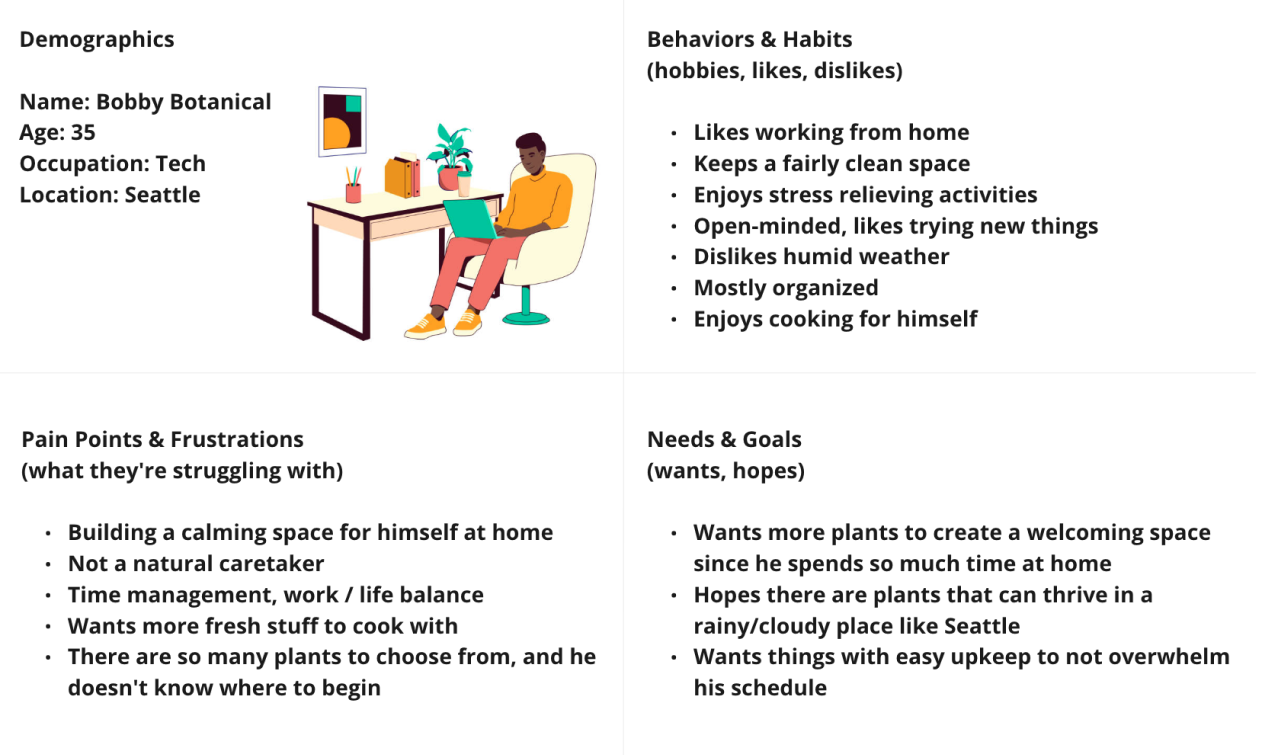 Demographics
Name: Bobby Botanical
Age: 35
Occupation: Tech
Location: Seattle
Behaviors & Habits
(hobbies, likes, dislikes)
• Likes working from home
• Keeps a fairly clean space
• Enjoys stress relieving activities
• Open-minded, likes trying new things
• Dislikes humid weather
• Mostly organized
• Enjoys cooking for himself
Pain Points & Frustrations
(what they're struggling with)
• Building a calming space for himself at home
• Not a natural caretaker
• Time management, work / life balance
• Wants more fresh stuff to cook with
• There are so many plants to choose from, and he
doesn't know where to begin
Needs & Goals
(wants, hopes)
• Wants more plants to create a welcoming space
since he spends so much time at home
• Hopes there are plants that can thrive in a
rainy/cloudy place like Seattle
• Wants things with easy upkeep to not overwhelm
his schedule